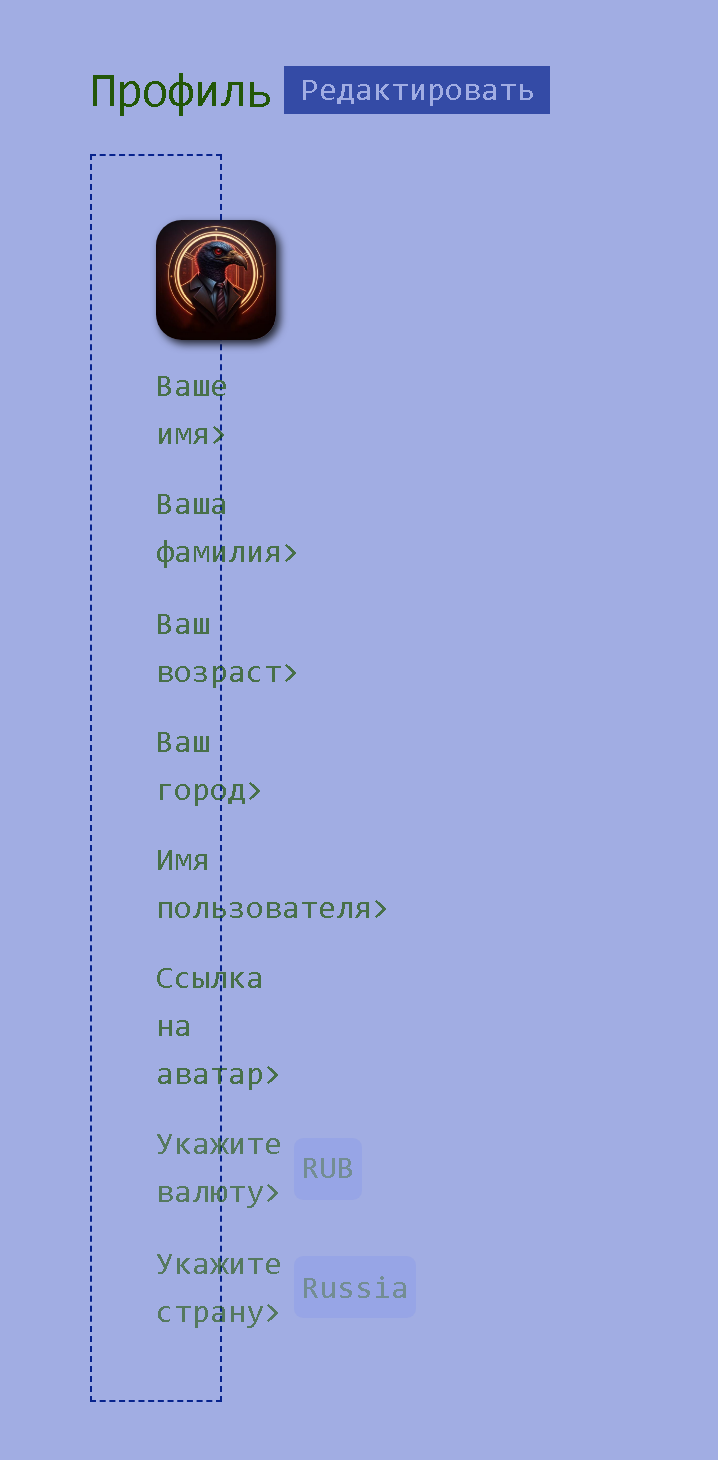 Профиль Редактировать
Ваше
имя>
Ваша
фамилия>
Ваш
возраст>
Ваш
город>
Имя
пользователя>
Ссылка
на
аватар>
Укажите
валюту>
RUB
Укажите
страну>
Russia